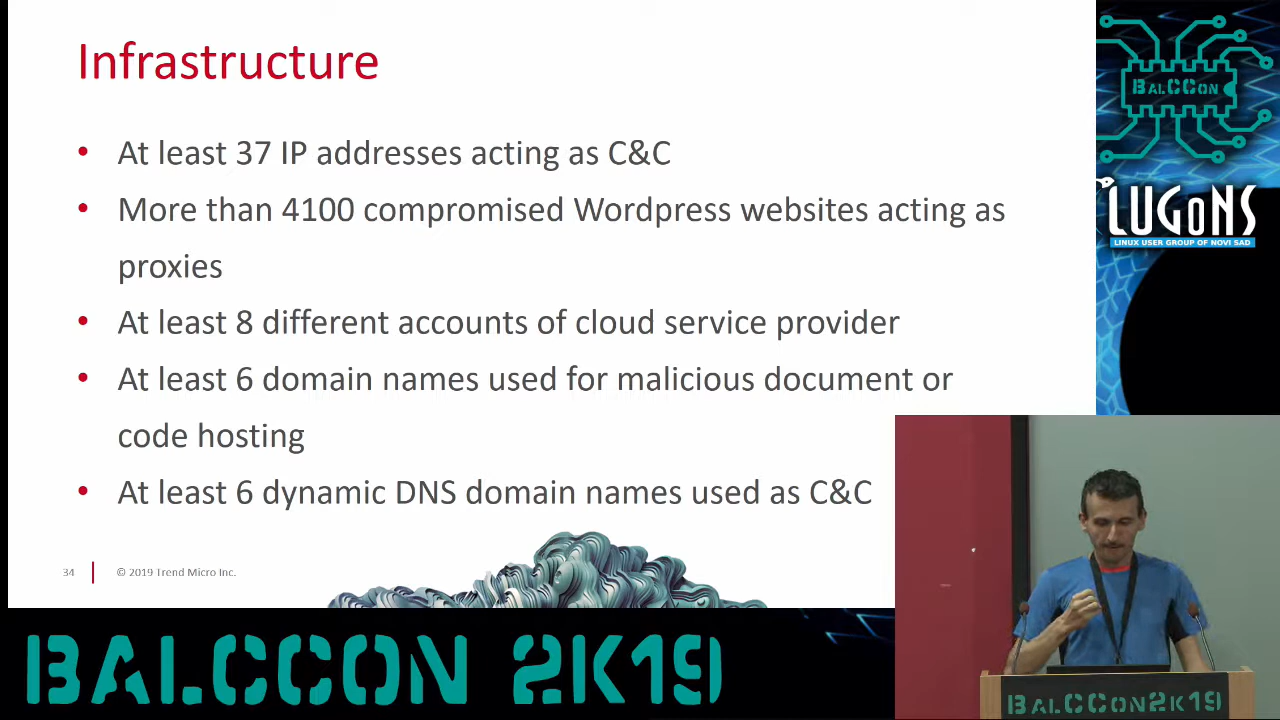 Infrastructure
• At least 37 IP addresses acting as C&C
• More than 4100 compromised Wordpress websites acting as
proxies
• At least 8 different accounts of cloud service provider
• At least 6 domain names used for malicious document or
code hosting
• At least 6 dynamic DNS domain names used as C&C
34
© 2019 Trend Micro Inc.
BALCCON
LUGONS
LINUX USER GROUP OF NOVI SAD
BALCCON 2K19
BALCCON2K19